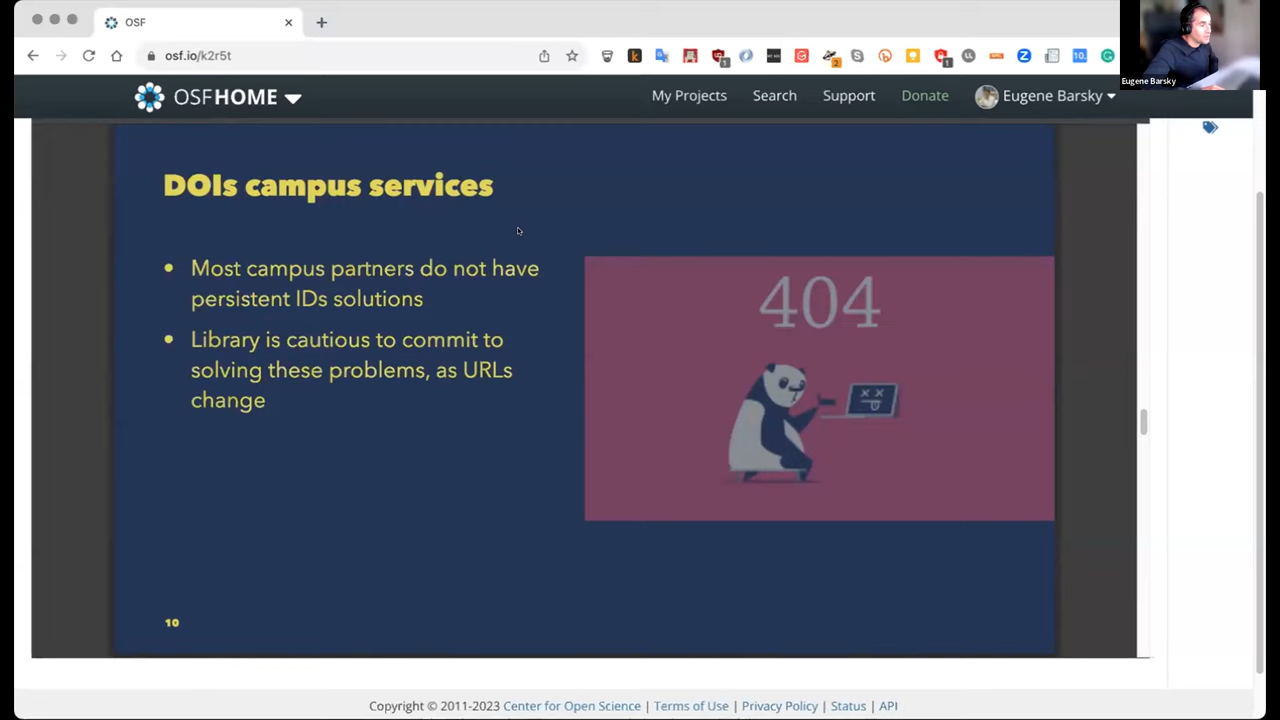 OSF
osf.io/k2r5t
Eugene Barsky
OSFHOME
My Projects
Search
Support
Donate
Eugene Barsky
DOIs campus services
• Most campus partners do not have
persistent IDs solutions
• Library is cautious to commit to
solving these problems, as URLs
change
404
10
Copyright © 2011-2023 Center for Open Science | Terms of Use | Privacy Policy | Status | API